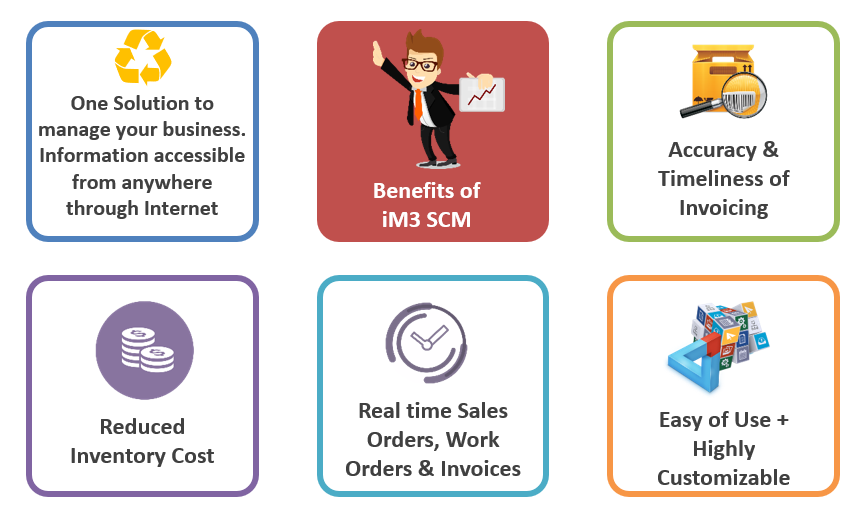 One Solution to
manage your business.
Information accessible
from anywhere
through Internet
Benefits of
iM3 SCM
Accuracy &
Timeliness of
Invoicing
Reduced
Inventory Cost
Real time Sales
Orders, Work
Orders & Invoices
Easy of Use +
Highly
Customizable